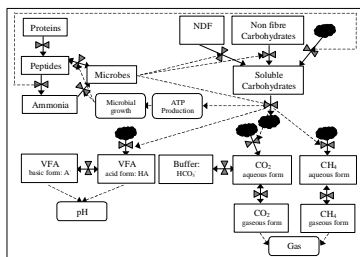 Proteins
NDF
Non fibre
Carbohydrates
Peptides
Microbes
Soluble
Carbohydrates
Ammonia
Microbial
growth
ATP
Production
VFA
basic form: A⁻
VFA
acid form: HA
Buffer:
HCO₃⁻
CO₂
aqueous form
CH₄
aqueous form
pH
CO₂
gaseous form
CH₄
gaseous form
Gas